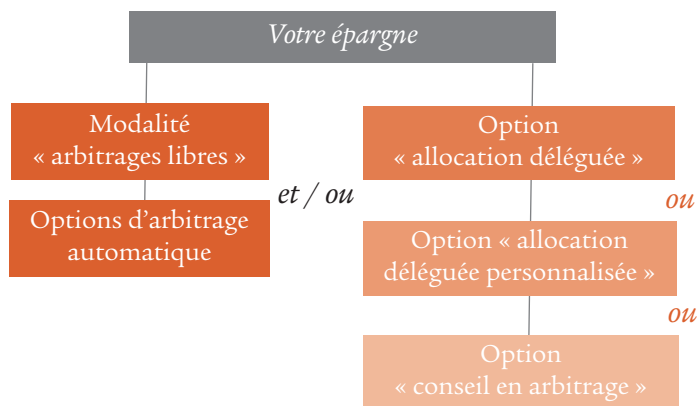 Votre épargne
Modalité
« arbitrages libres »
Options d’arbitrage
automatique
et / ou
Option
« allocation déléguée »
ou
Option « allocation
déléguée personnalisée »
ou
Option
« conseil en arbitrage »